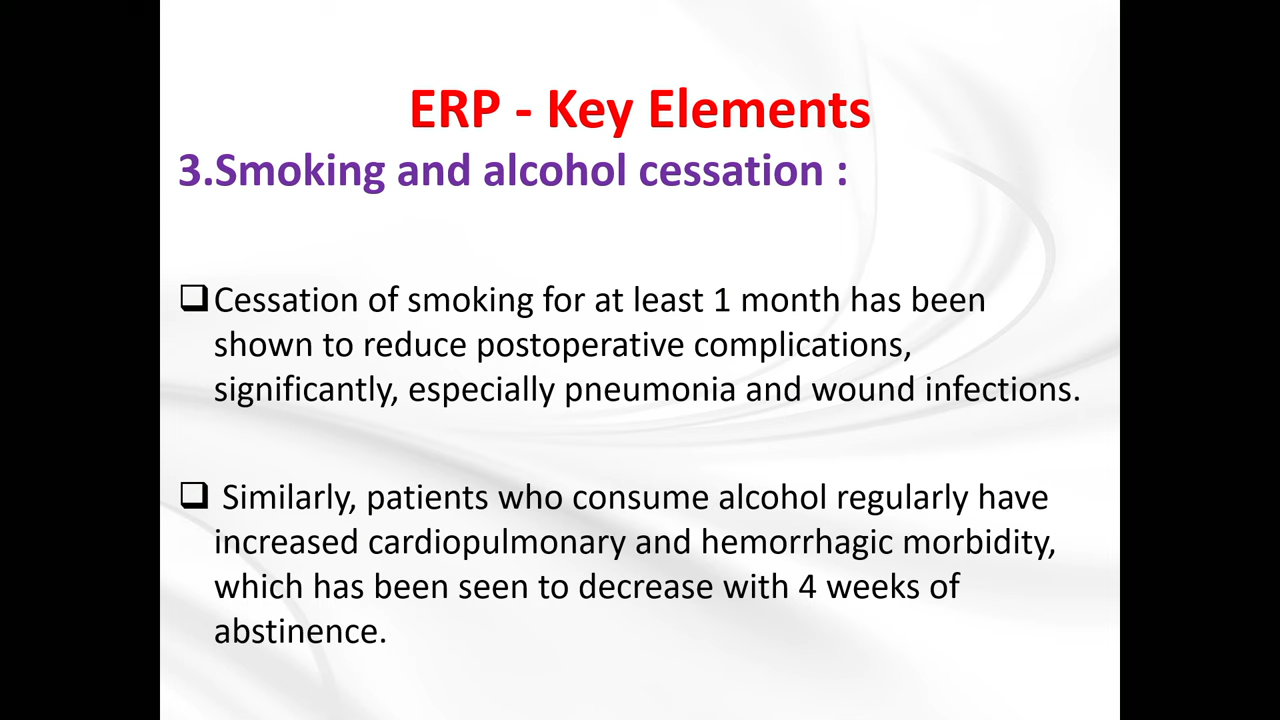 ERP - Key Elements
3.Smoking and alcohol cessation :
Cessation of smoking for at least 1 month has been
shown to reduce postoperative complications,
significantly, especially pneumonia and wound infections.
Similarly, patients who consume alcohol regularly have
increased cardiopulmonary and hemorrhagic morbidity,
which has been seen to decrease with 4 weeks of
abstinence.